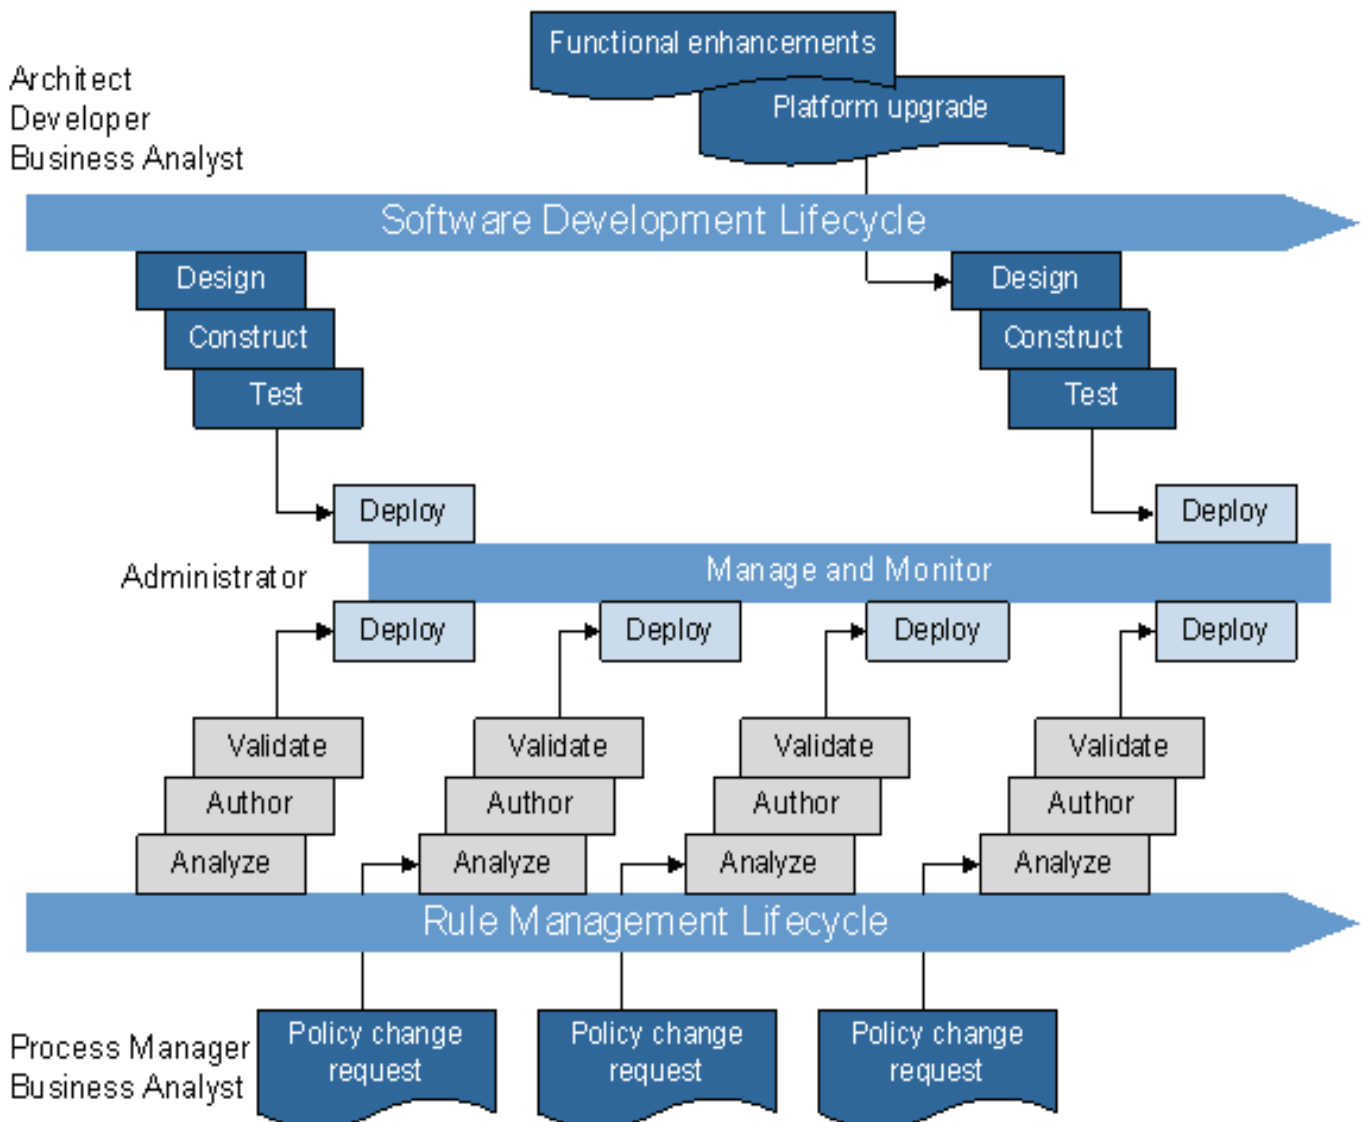 Functional enhancements
Platform upgrade
Architect
Developer
Business Analyst
Software Development Lifecycle
Design
Design
Construct
Construct
Test
Test
Deploy
Deploy
Administrator
Manage and Monitor
Deploy
Deploy
Deploy
Deploy
Validate
Validate
Validate
Validate
Author
Author
Author
Author
Analyze
Analyze
Analyze
Analyze
Rule Management Lifecycle
Process Manager
Business Analyst
Policy change
request
Policy change
request
Policy change
request